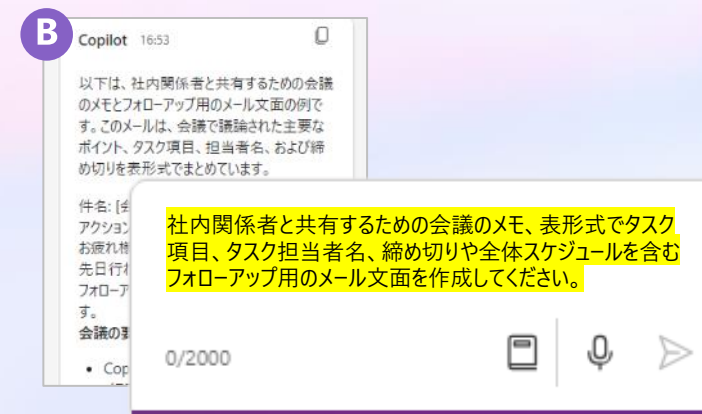 B
Copilot 16:53
以下は、社内関係者と共有するための会議
のメモとフォローアップ用のメール文面の例で
す。このメールは、会議で議論された主要な
ポイント、タスク項目、担当者名、および締
め切りを表形式でまとめています。
件名: [会
アクション
お疲れ様
先日行わ
フォローア
す。
会議の要
• Cop
社内関係者と共有するための会議のメモ、表形式でタスク
項目、タスク担当者名、締め切りや全体スケジュールを含む
フォローアップ用のメール文面を作成してください。
0/2000